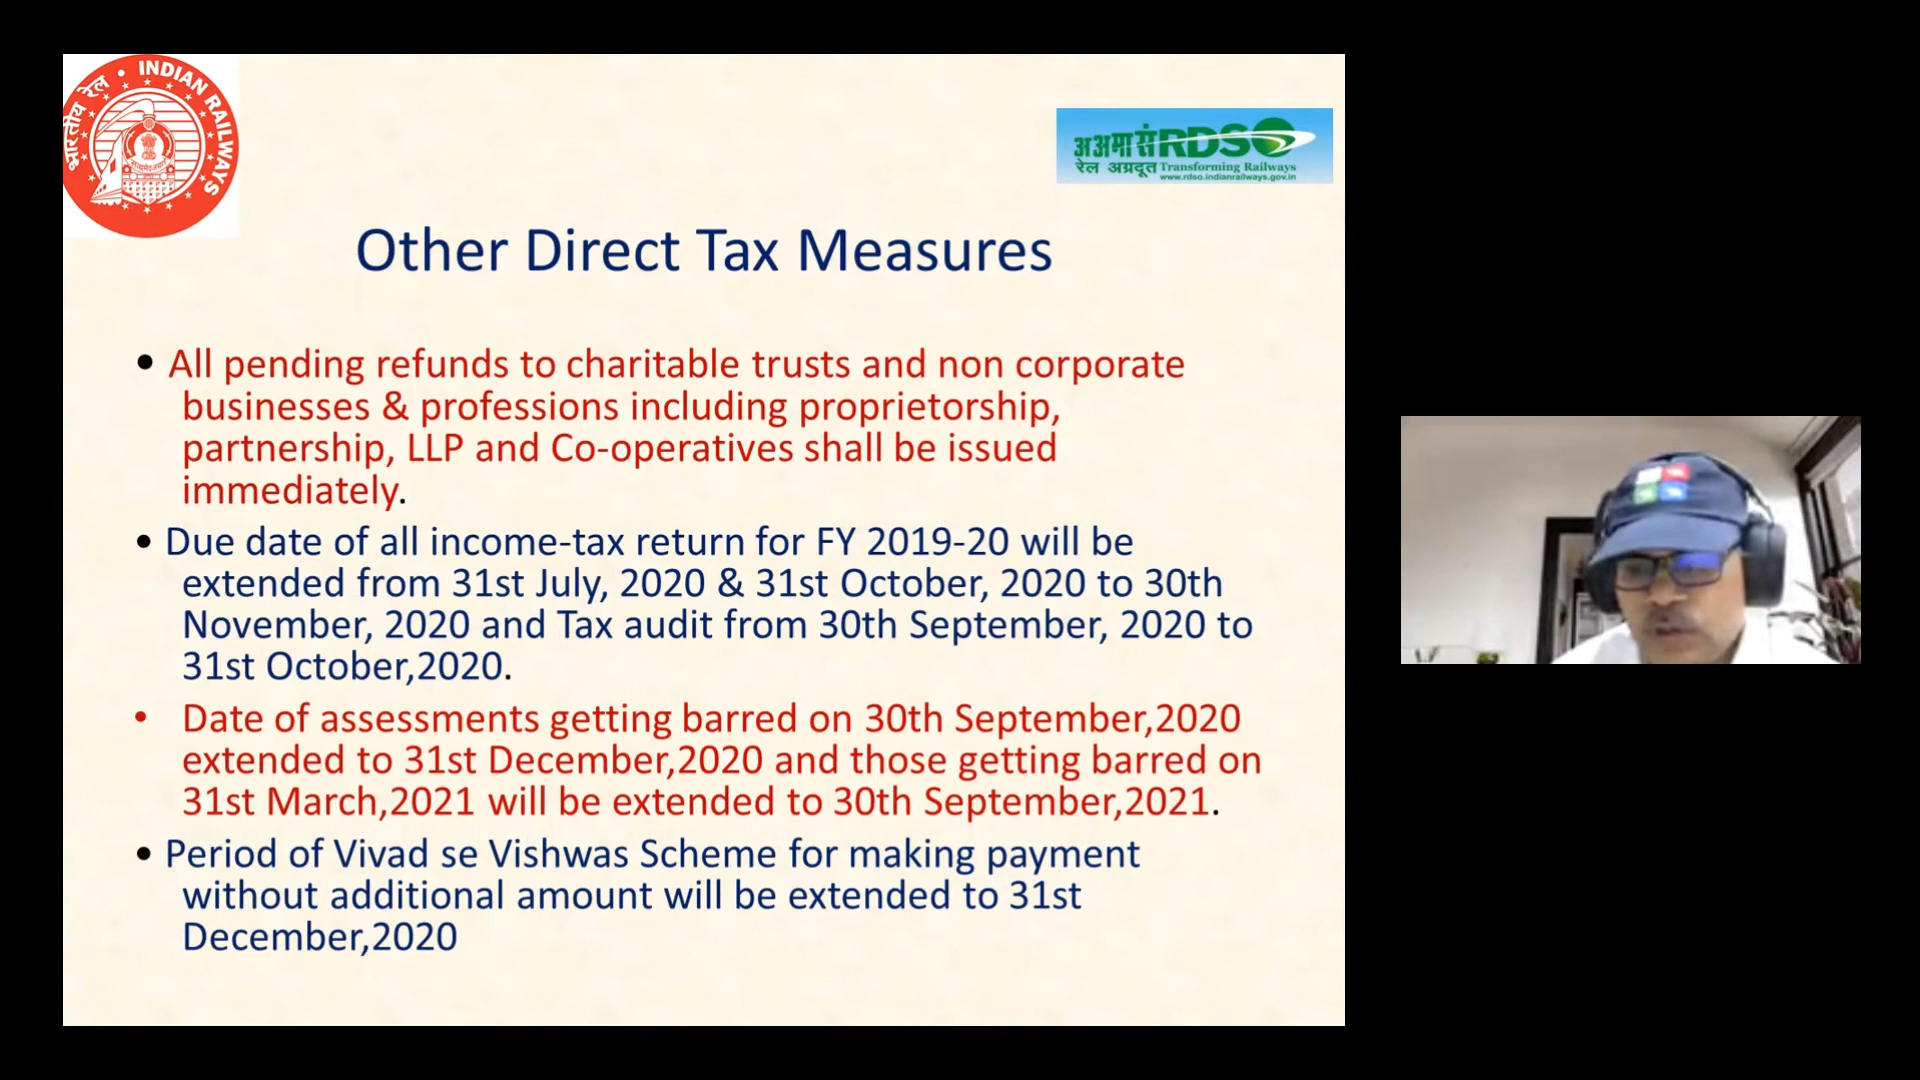 भारतीय रेल • INDIAN RAILWAYS
अ अ मा सं RDSO
रेल अग्रदूत Transforming Railways
www.rdso.indianrailways.gov.in
Other Direct Tax Measures
• All pending refunds to charitable trusts and non corporate
businesses & professions including proprietorship,
partnership, LLP and Co-operatives shall be issued
immediately.
• Due date of all income-tax return for FY 2019-20 will be
extended from 31st July, 2020 & 31st October, 2020 to 30th
November, 2020 and Tax audit from 30th September, 2020 to
31st October,2020.
• Date of assessments getting barred on 30th September,2020
extended to 31st December,2020 and those getting barred on
31st March,2021 will be extended to 30th September,2021.
• Period of Vivad se Vishwas Scheme for making payment
without additional amount will be extended to 31st
December,2020